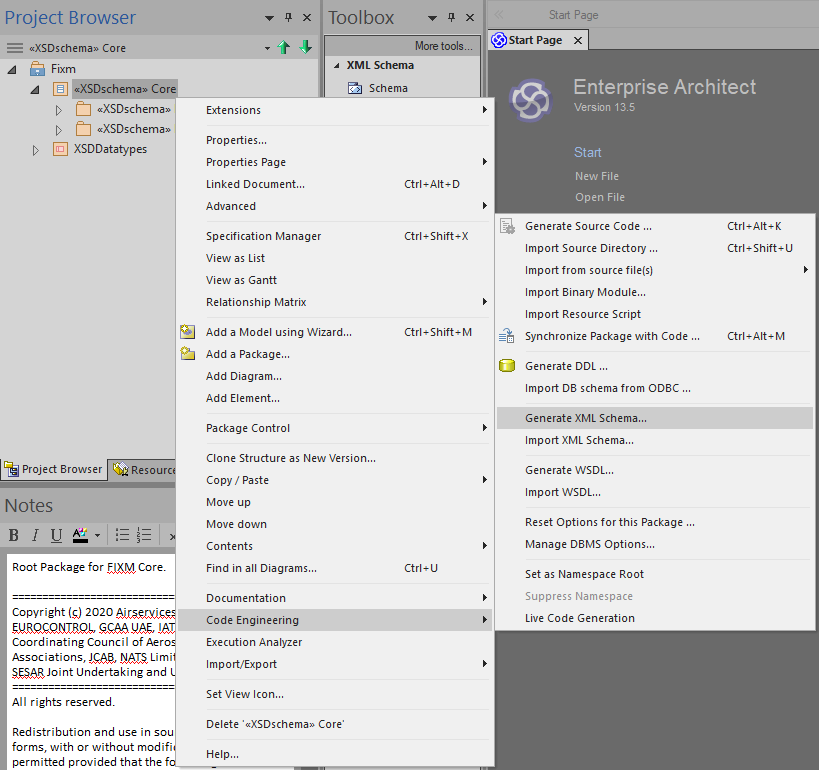 Project Browser
«XSDschema» Core
Fixm
«XSDschema» Core
«XSDschema»
«XSDschema»
XSDDatatypes
Toolbox
More tools...
XML Schema
Schema
Start Page
Start Page
Enterprise Architect
Version 13.5
Start
New File
Open File
Extensions
Properties...
Properties Page
Linked Document... Ctrl+Alt+D
Advanced
Specification Manager Ctrl+Shift+X
View as List
View as Gantt
Relationship Matrix
Add a Model using Wizard... Ctrl+Shift+M
Add a Package...
Add Diagram...
Add Element...
Package Control
Clone Structure as New Version...
Copy / Paste
Move up
Move down
Contents
Find in all Diagrams... Ctrl+U
Documentation
Code Engineering
Execution Analyzer
Import/Export
Set View Icon...
Delete '«XSDschema» Core'
Help...
Generate Source Code ... Ctrl+Alt+K
Import Source Directory ... Ctrl+Shift+U
Import from source file(s)
Import Binary Module...
Import Resource Script
Synchronize Package with Code ... Ctrl+Alt+M
Generate DDL ...
Import DB schema from ODBC ...
Generate XML Schema...
Import XML Schema...
Generate WSDL...
Import WSDL...
Reset Options for this Package ...
Manage DBMS Options...
Set as Namespace Root
Suppress Namespace
Live Code Generation
Project Browser
Resource
Notes
B I U A
Root Package for FIXM Core.
==========================
Copyright (c) 2020 Airservices
EUROCONTROL, GCAA UAE, IAT
Coordinating Council of Aeros
Associations, JCAB, NATS Limit
SESAR Joint Undertaking and U
==========================
All rights reserved.
Redistribution and use in sou
forms, with or without modific
permitted provided that the fo